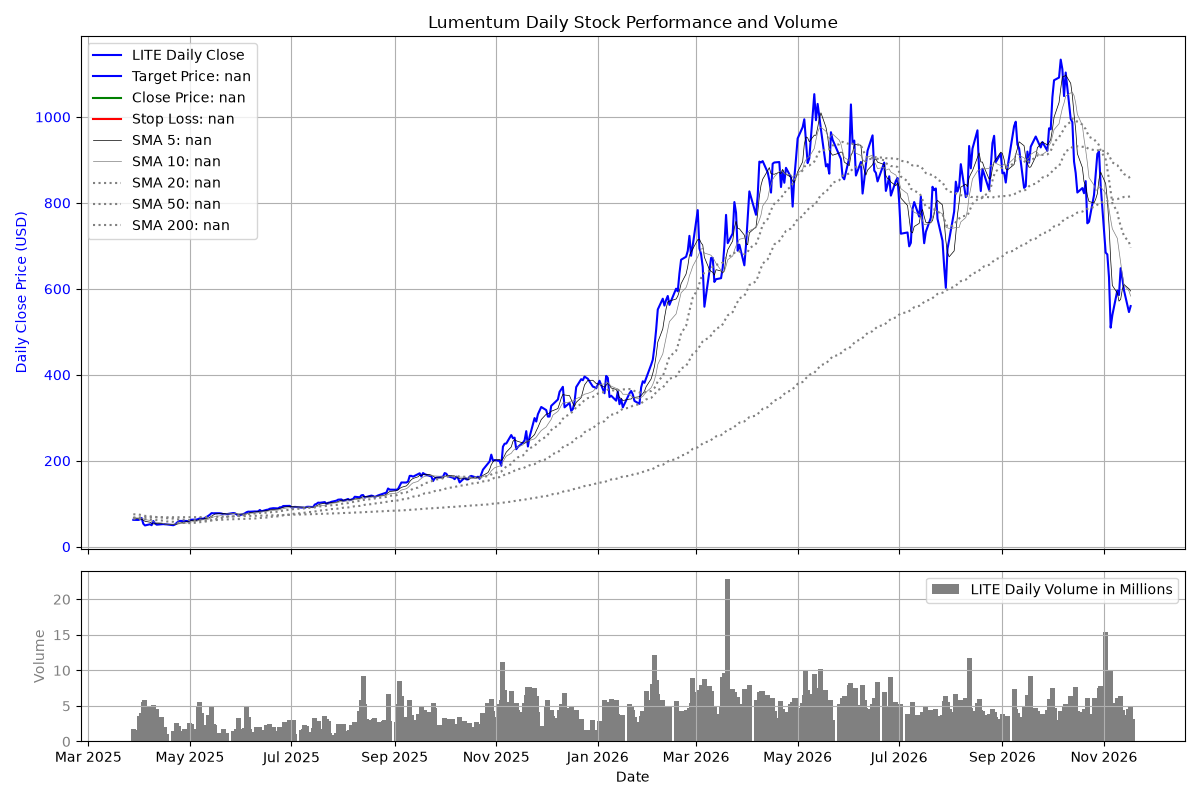 Lumentum Daily Stock Performance and Volume
LITE Daily Close
Target Price: nan
Close Price: nan
Stop Loss: nan
SMA 5: nan
SMA 10: nan
SMA 20: nan
SMA 50: nan
SMA 200: nan
Daily Close Price (USD)
1000
800
600
400
200
0
LITE Daily Volume in Millions
Volume
20
15
10
5
0
Mar 2025 May 2025 Jul 2025 Sep 2025 Nov 2025 Jan 2026 Mar 2026 May 2026 Jul 2026 Sep 2026 Nov 2026
Date